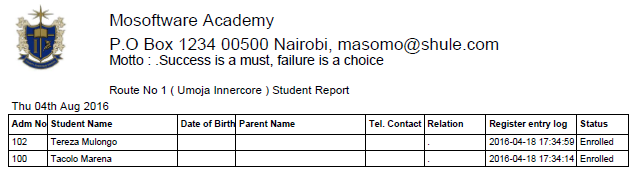 Mosoftware Academy
P.O Box 1234 00500 Nairobi, masomo@shule.com
Motto : .Success is a must, failure is a choice
Route No 1 ( Umoja Innercore ) Student Report
Thu 04th Aug 2016
Adm No Student Name Date of Birth Parent Name Tel. Contact Relation Register entry log Status
102 Tereza Mulongo . 2016-04-18 17:34:59 Enrolled
100 Tacolo Marena . 2016-04-18 17:34:14 Enrolled